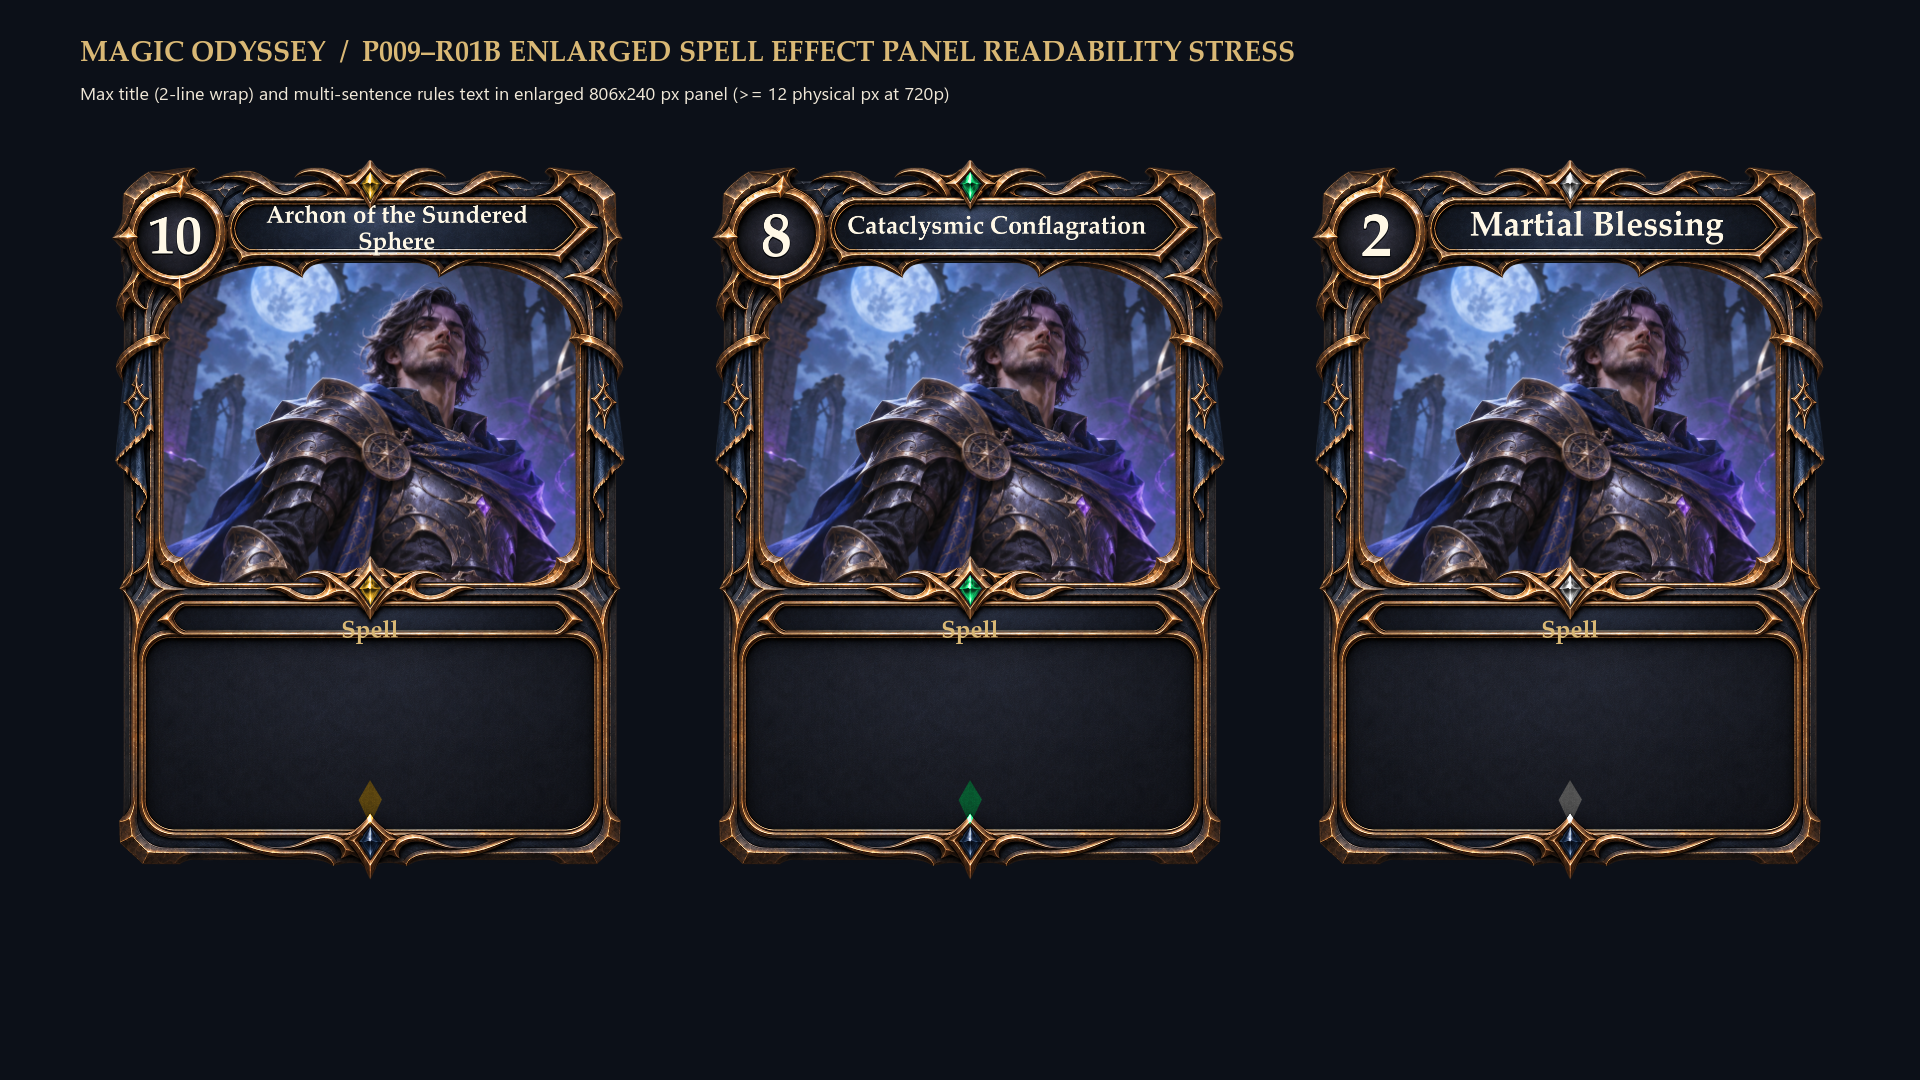 MAGIC ODYSSEY / P009–R01B ENLARGED SPELL EFFECT PANEL READABILITY STRESS
Max title (2-line wrap) and multi-sentence rules text in enlarged 806x240 px panel (>= 12 physical px at 720p)
10
Archon of the Sundered
Sphere
Spell
8
Cataclysmic Conflagration
Spell
2
Martial Blessing
Spell